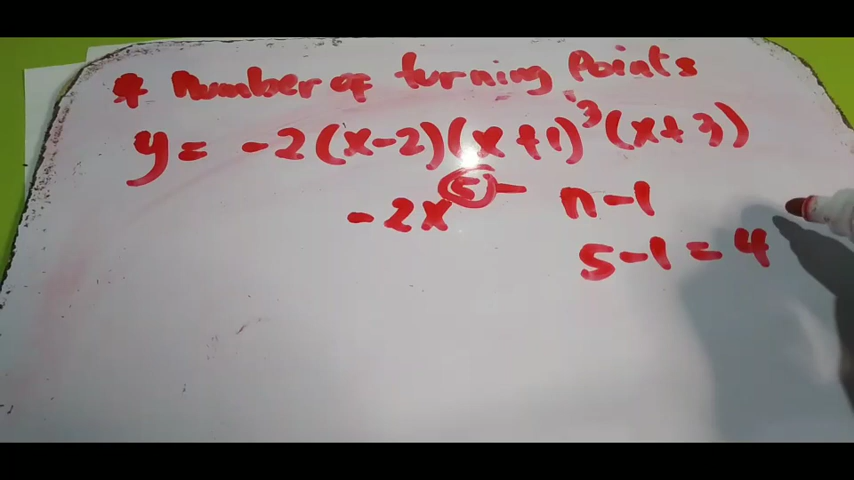 * Number of turning Points
y = -2(x-2)(x+1)³(x+3)
-2x⁵ - n-1
5-1=4